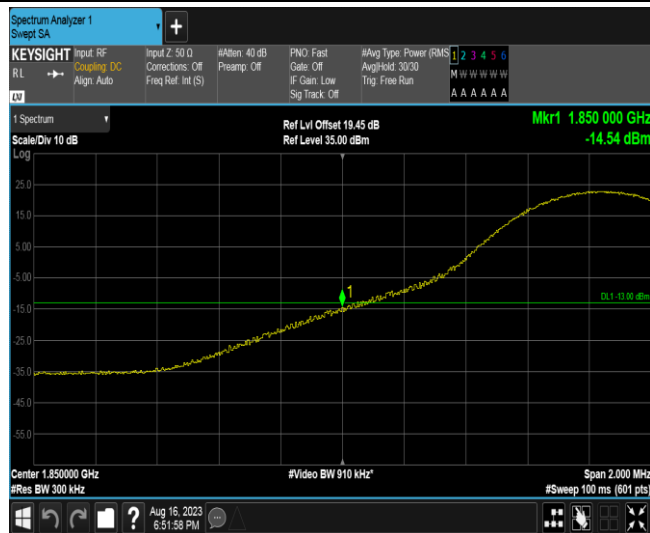 Spectrum Analyzer 1
Swept SA
KEYSIGHT
RL
LXI
Input: RF
Coupling: DC
Align: Auto
Input Z: 50 Ω
Corrections: Off
Freq Ref: Int (S)
#Atten: 40 dB
Preamp: Off
PNO: Fast
Gate: Off
IF Gain: Low
Sig Track: Off
#Avg Type: Power (RMS
Avg|Hold: 30/30
Trig: Free Run
1 2 3 4 5 6
M W W W W W
A A A A A A
1 Spectrum
Scale/Div 10 dB
Log
Ref Lvl Offset 19.45 dB
Ref Level 35.00 dBm
Mkr1 1.850 000 GHz
-14.54 dBm
25.0
15.0
5.00
-5.00
1
DL1 -13.00 dBm
-15.0
-25.0
-35.0
-45.0
-55.0
Center 1.850000 GHz
#Res BW 300 kHz
#Video BW 910 kHz*
Span 2.000 MHz
#Sweep 100 ms (601 pts)
?
Aug 16, 2023
6:51:58 PM